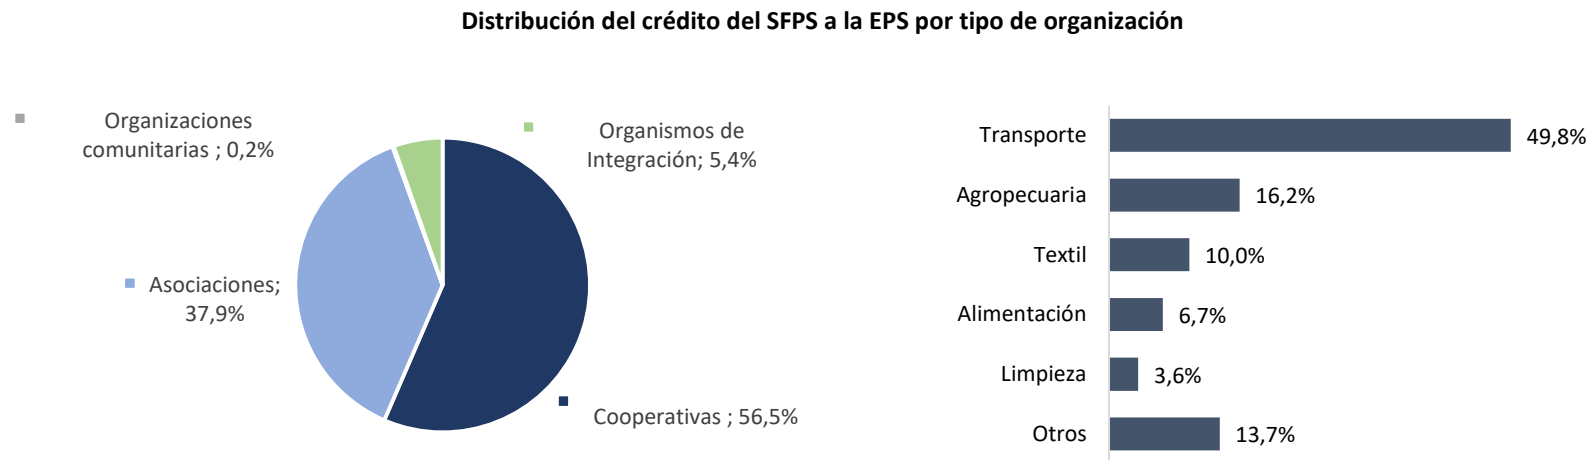 Distribución del crédito del SFPS a la EPS por tipo de organización
Organizaciones
comunitarias ; 0,2%
Organismos de
Integración; 5,4%
Asociaciones;
37,9%
Cooperativas ; 56,5%
Transporte 49,8%
Agropecuaria 16,2%
Textil 10,0%
Alimentación 6,7%
Limpieza 3,6%
Otros 13,7%